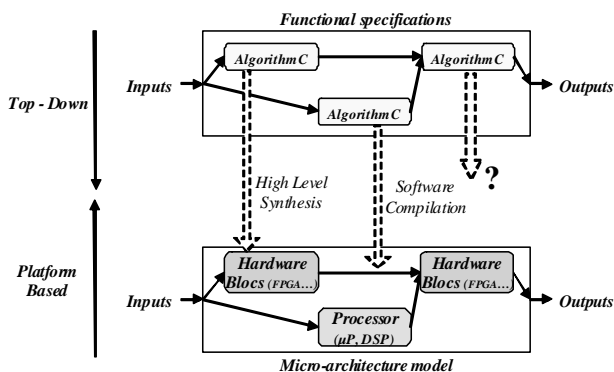 Functional specifications
Inputs
AlgorithmC
AlgorithmC
Outputs
AlgorithmC
Top - Down
High Level
Synthesis
Software
Compilation
?
Platform
Based
Inputs
Hardware
Blocs (FPGA...)
Hardware
Blocs (FPGA...)
Outputs
Processor
(µP, DSP)
Micro-architecture model